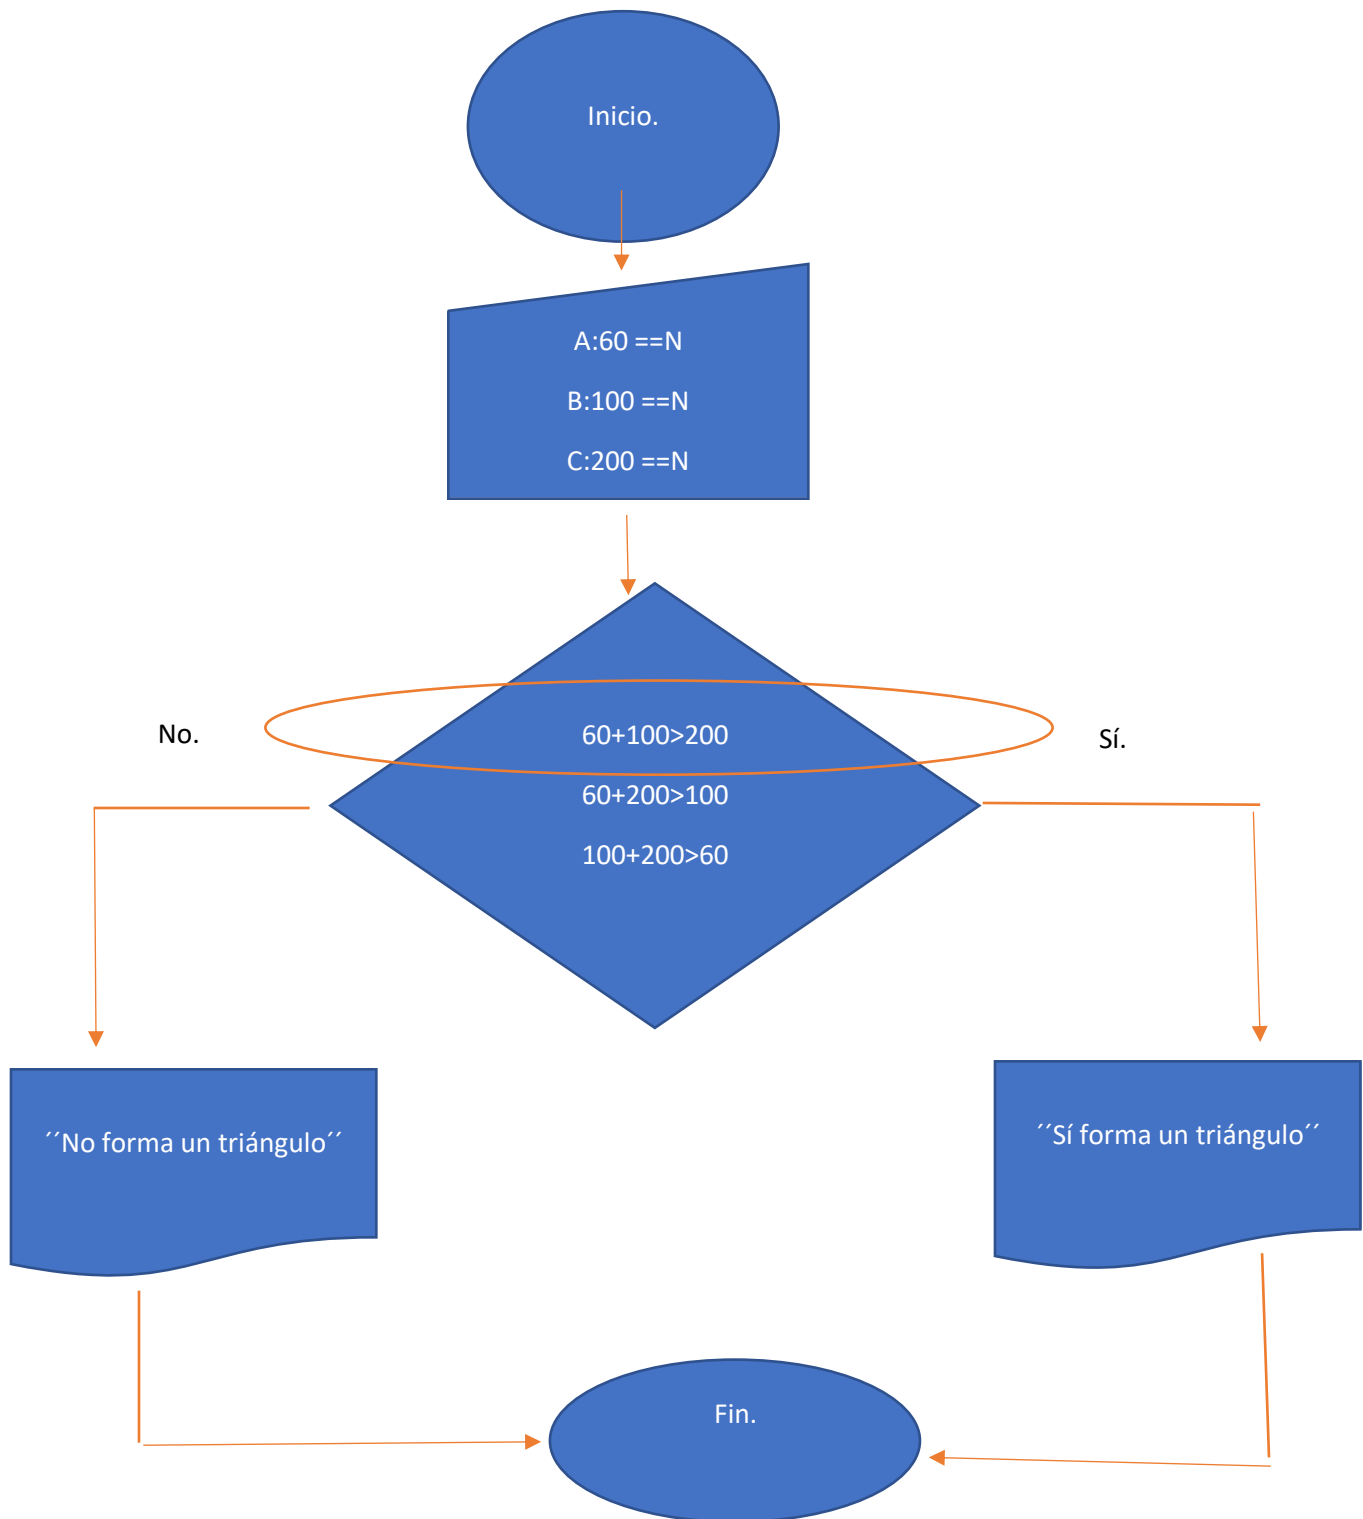 Inicio.
A:60 ==N
B:100 ==N
C:200 ==N
No.
60+100>200
Sí.
60+200>100
100+200>60
´´No forma un triángulo´´
´´Sí forma un triángulo´´
Fin.